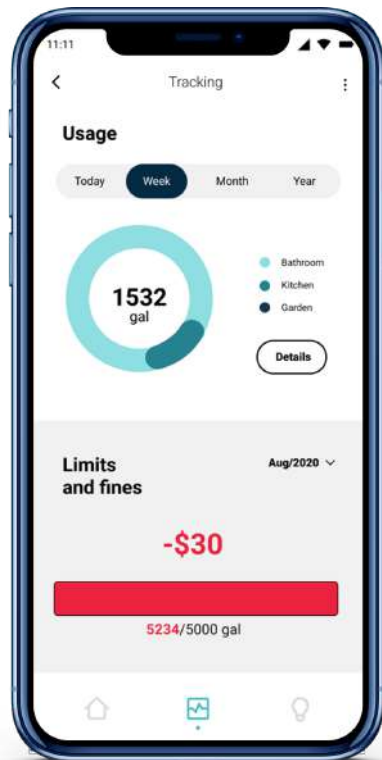 11:11
Tracking
Usage
Today Week Month Year
1532
gal
Bathroom
Kitchen
Garden
Details
Limits
and fines
Aug/2020
-$30
5234/5000 gal